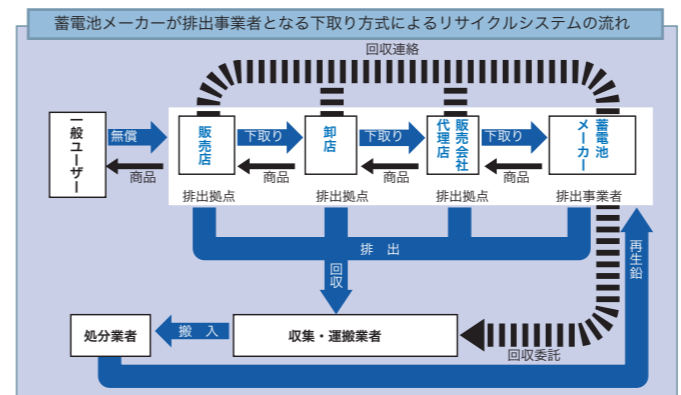 蓄電池メーカーが排出事業者となる下取り方式によるリサイクルシステムの流れ
回収連絡
一般ユーザー
無償
商品
販売店
下取り
商品
卸店
下取り
商品
販売会社
代理店
下取り
商品
蓄電池
メーカー
排出拠点
排出拠点
排出拠点
排出事業者
排 出
回収
再生鉛
処分業者
搬 入
収集・運搬業者
回収委託